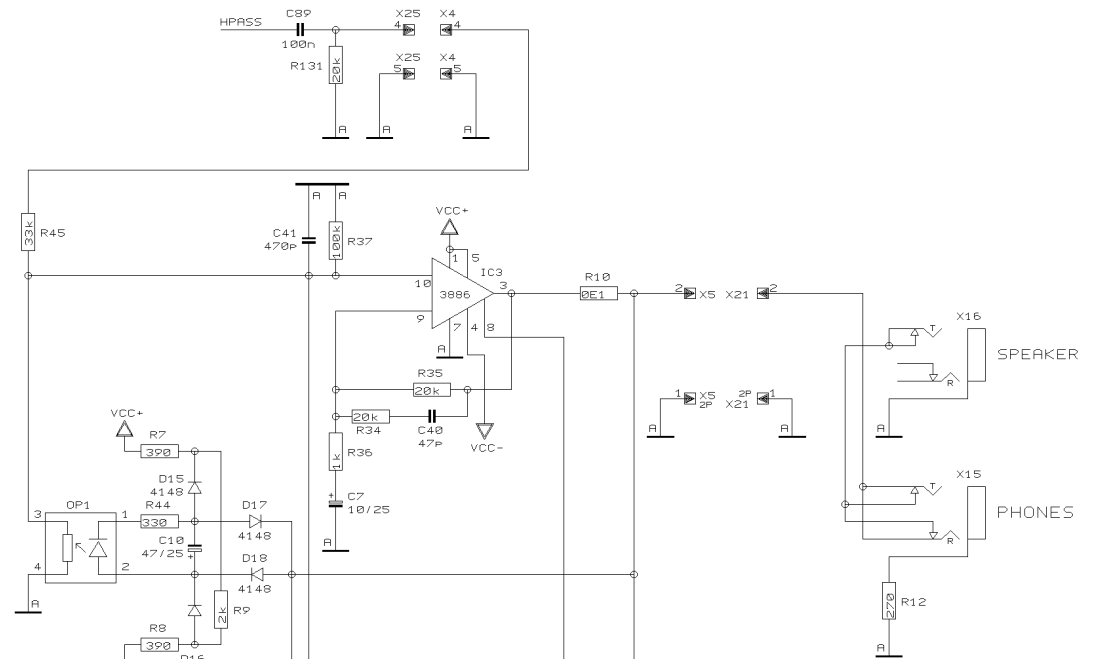 HPASS
C89
100n
R131
20k
A
X25
4
X4
4
X25
5
X4
5
A
A
R45
33k
A
A
C41
470p
R37
100k
VCC+
1
5
IC3
10
3886
3
9
7
4
8
A
R10
0E1
2
X5
X21
2
1
X5
2P
2P
X21
1
A
A
X16
T
R
SPEAKER
A
R35
20k
20k
R34
C40
47p
VCC-
R36
1k
C7
+
10/25
A
VCC+
R7
390
D15
4148
R44
330
OP1
3
1
4
2
A
C10
47/25
+
D17
4148
D18
4148
R9
2k
R8
390
D16
X15
T
R
PHONES
R12
270
A